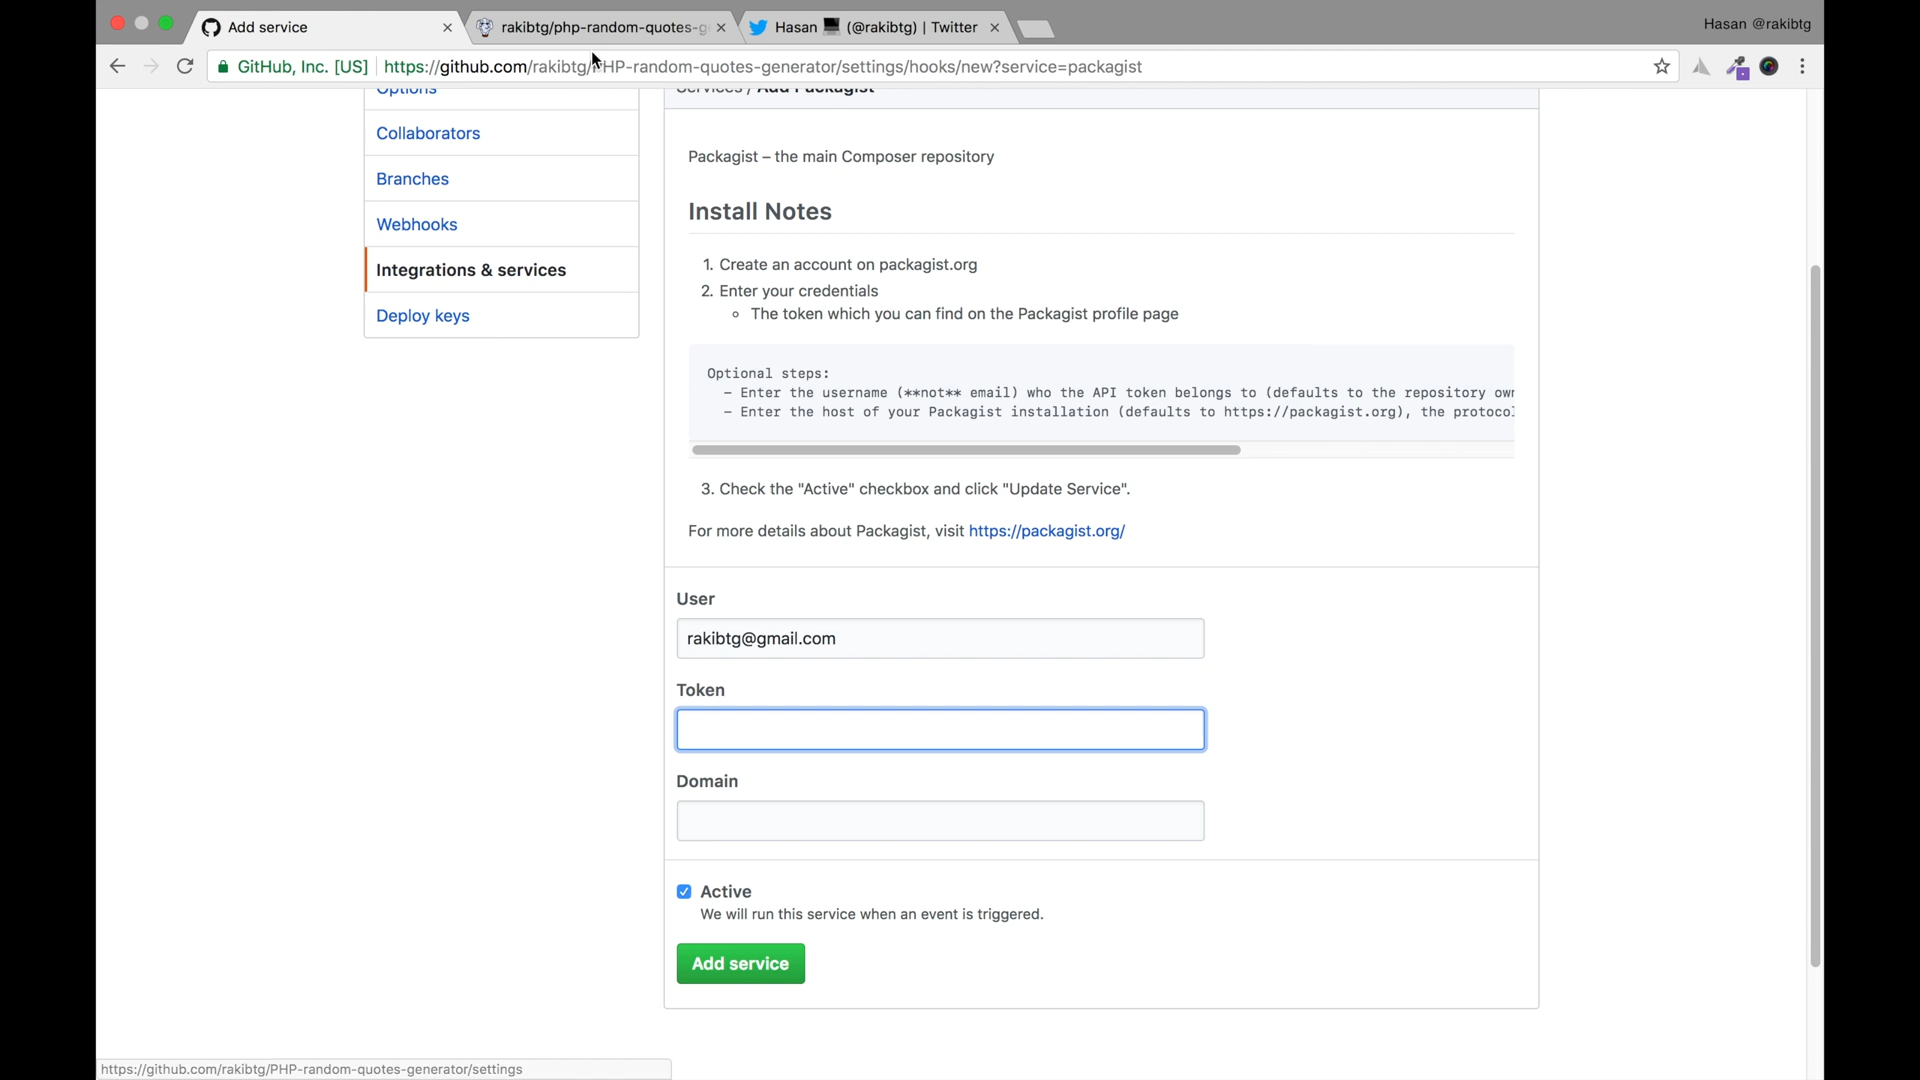 Add service
rakibtg/php-random-quotes-g
Hasan 💻 (@rakibtg) | Twitter
Hasan @rakibtg
GitHub, Inc. [US]
https://github.com/rakibtg/PHP-random-quotes-generator/settings/hooks/new?service=packagist
Options
Services / Add Packagist
Collaborators
Branches
Webhooks
Integrations & services
Deploy keys
Packagist – the main Composer repository
Install Notes
1. Create an account on packagist.org
2. Enter your credentials
The token which you can find on the Packagist profile page
Optional steps:
– Enter the username (**not** email) who the API token belongs to (defaults to the repository own
– Enter the host of your Packagist installation (defaults to https://packagist.org), the protocol
3. Check the "Active" checkbox and click "Update Service".
For more details about Packagist, visit https://packagist.org/
User
rakibtg@gmail.com
Token
Domain
Active
We will run this service when an event is triggered.
Add service
https://github.com/rakibtg/PHP-random-quotes-generator/settings